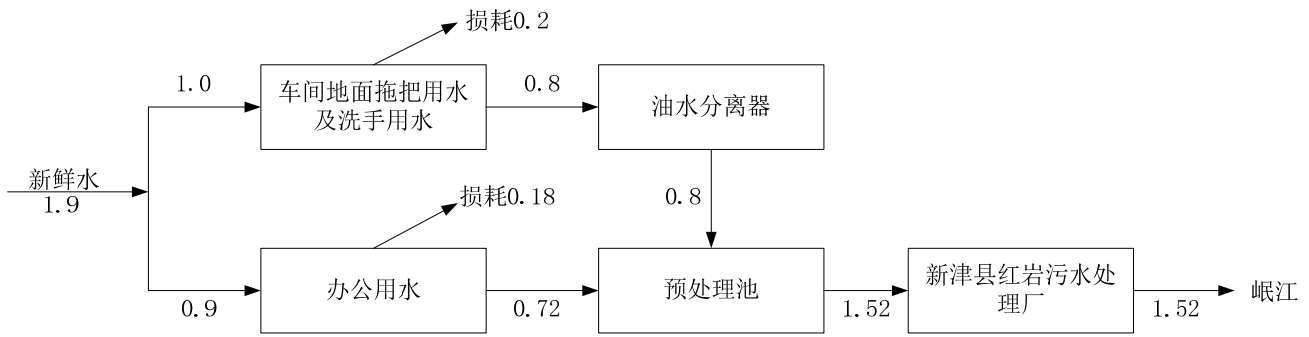 损耗0.2
1.0
车间地面拖把用水
及洗手用水
0.8
油水分离器
新鲜水
1.9
损耗0.18
0.8
0.9
办公用水
0.72
预处理池
1.52
新津县红岩污水处
理厂
1.52
岷江